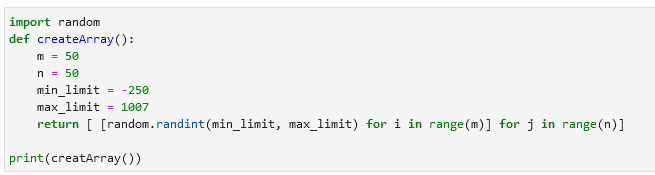 import random
def createArray():
    m = 50
    n = 50
    min_limit = -250
    max_limit = 1007
    return [ [random.randint(min_limit, max_limit) for i in range(m)] for j in range(n)]
print(creatArray())